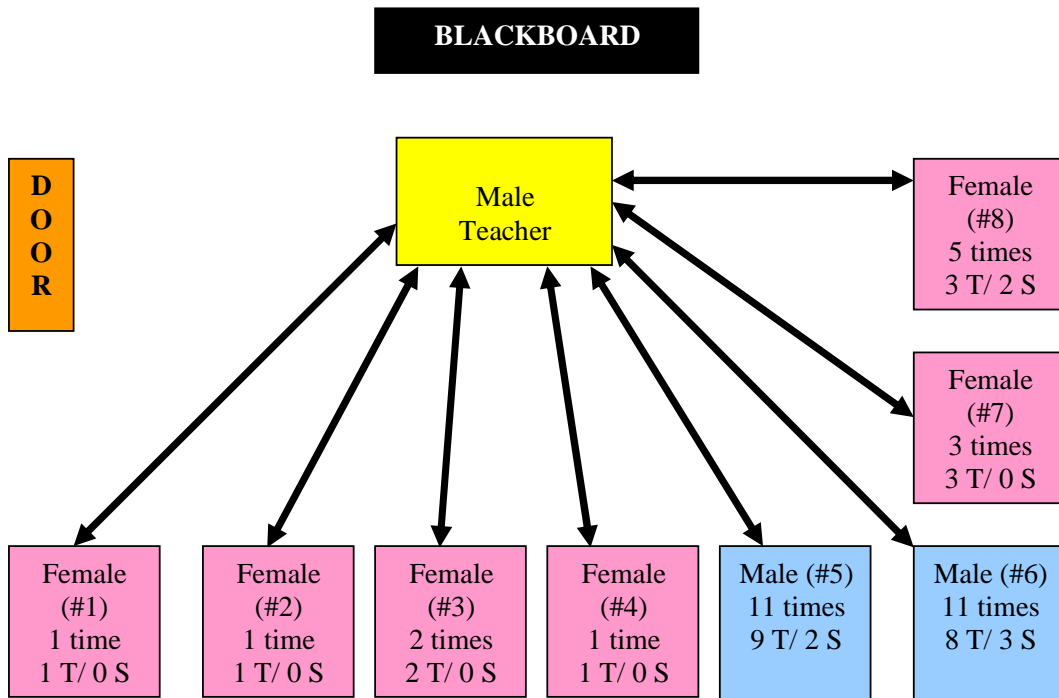 BLACKBOARD
D
O
O
R
Male
Teacher
Female
(#8)
5 times
3 T/ 2 S
Female
(#7)
3 times
3 T/ 0 S
Female
(#1)
1 time
1 T/ 0 S
Female
(#2)
1 time
1 T/ 0 S
Female
(#3)
2 times
2 T/ 0 S
Female
(#4)
1 time
1 T/ 0 S
Male (#5)
11 times
9 T/ 2 S
Male (#6)
11 times
8 T/ 3 S